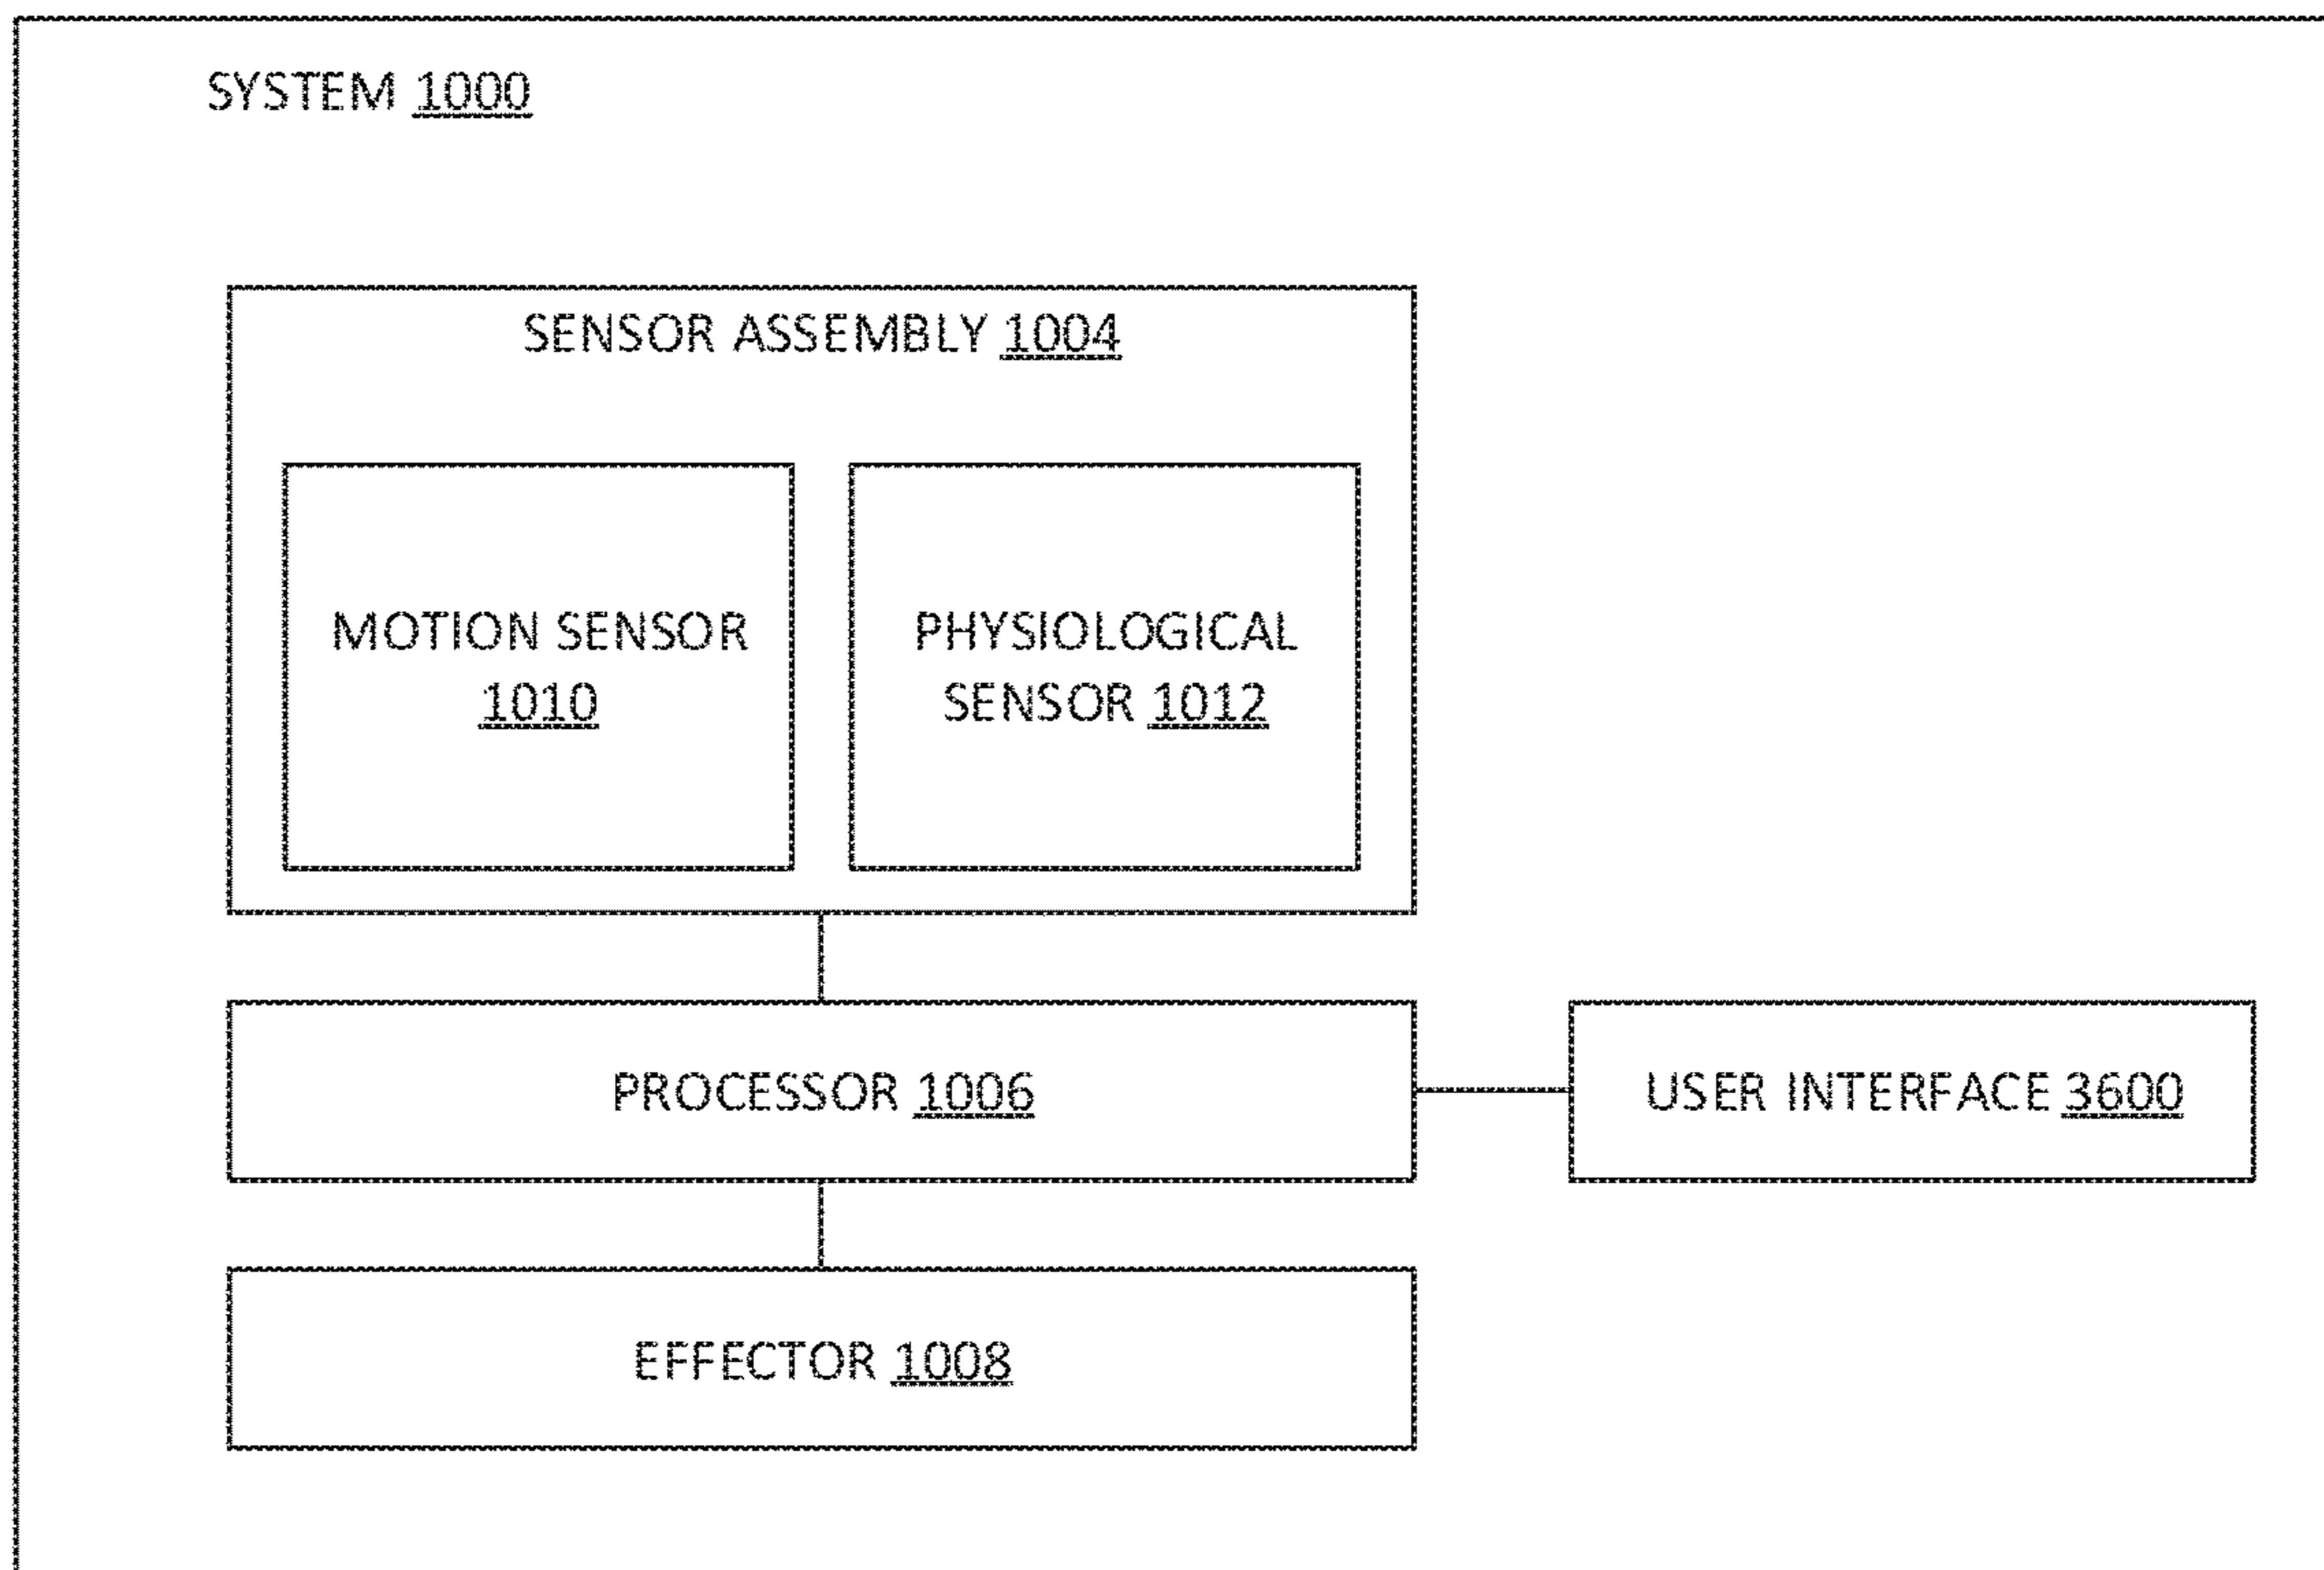 SYSTEM 1000
SENSOR ASSEMBLY 1004
MOTION SENSOR
1010
PHYSIOLOGICAL
SENSOR 1012
PROCESSOR 1006
USER INTERFACE 3600
EFFECTOR 1008